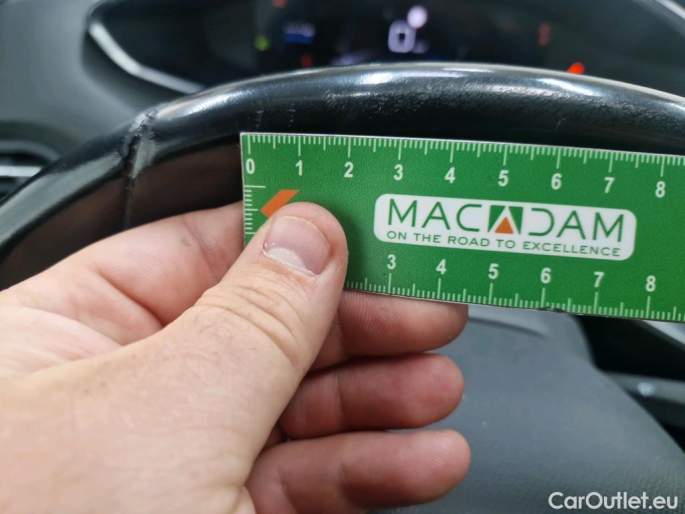 0 1 2 3 4 5 6 7 8
MACADAM
ON THE ROAD TO EXCELLENCE
3 4 5 6 7 8
CarOutlet.eu